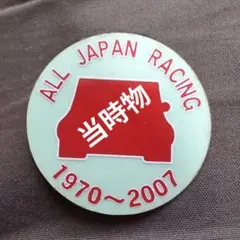 ALL JAPAN RACING
当時物
1970～2007